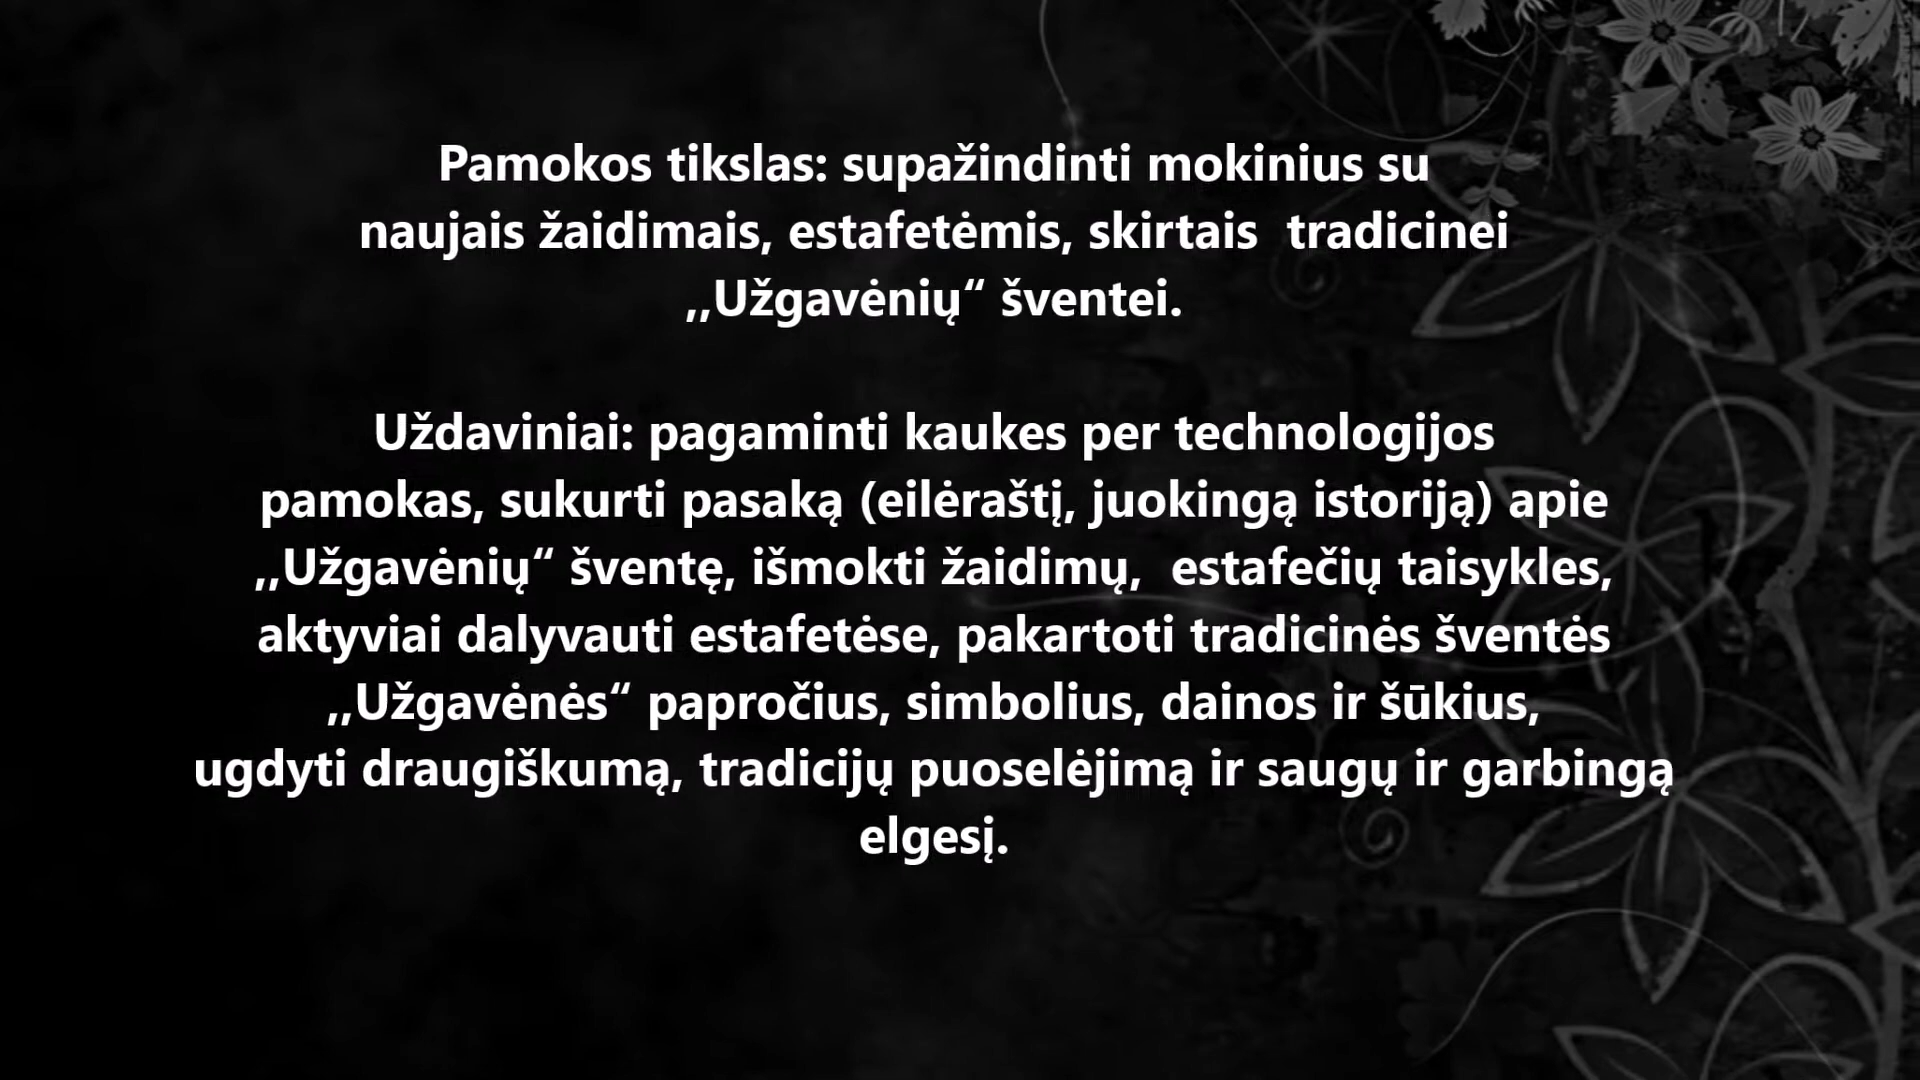 Pamokos tikslas: supažindinti mokinius su
naujais žaidimais, estafetėmis, skirtais  tradicinei
,,Užgavėnių“ šventei.
Uždaviniai: pagaminti kaukes per technologijos
pamokas, sukurti pasaką (eilėraštį, juokingą istoriją) apie
,,Užgavėnių“ šventę, išmokti žaidimų,  estafečių taisykles,
aktyviai dalyvauti estafetėse, pakartoti tradicinės šventės
,,Užgavėnės“ papročius, simbolius, dainos ir šūkius,
ugdyti draugiškumą, tradicijų puoselėjimą ir saugų ir garbingą
elgesį.